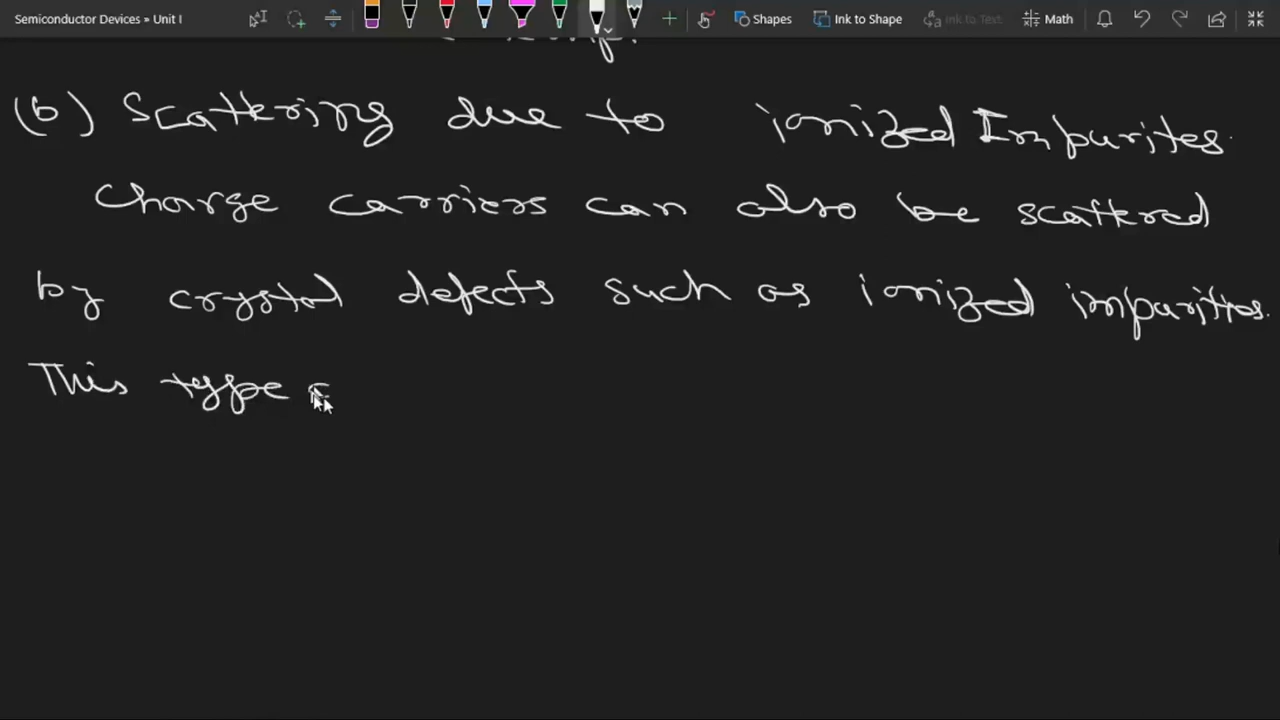 Semiconductor Devices » Unit I
Shapes
Ink to Shape
Ink to Text
Math
(b) Scattering due to ionized Impurites.
Charge carriers can also be scattered
by crystal defects such as ionized impurities.
This type